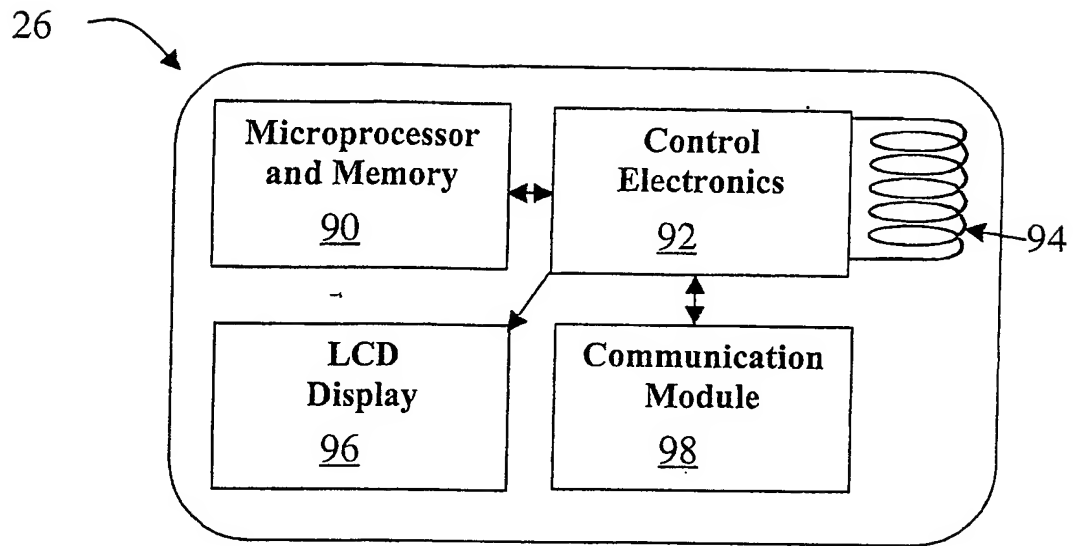 26
Microprocessor
and Memory
90
Control
Electronics
92
94
LCD
Display
96
Communication
Module
98